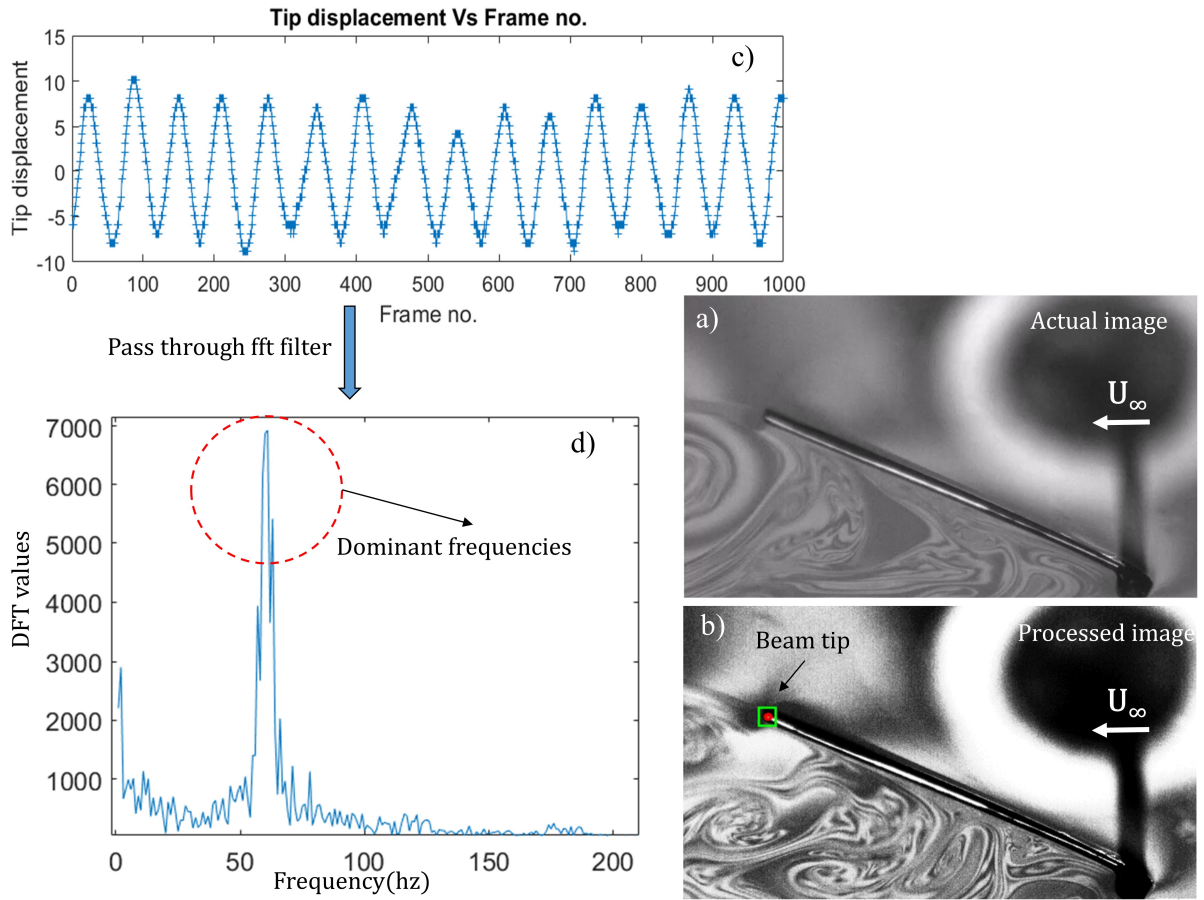 Tip displacement Vs Frame no.
c)
15
10
5
0
-5
-10
Tip displacement
0 100 200 300 400 500 600 700 800 900 1000
Frame no.
Pass through fft filter
a)
Actual image
U∞
d)
7000
6000
5000
4000
3000
2000
1000
DFT values
Dominant frequencies
0 50 100 150 200
Frequency(hz)
b)
Processed image
Beam tip
U∞